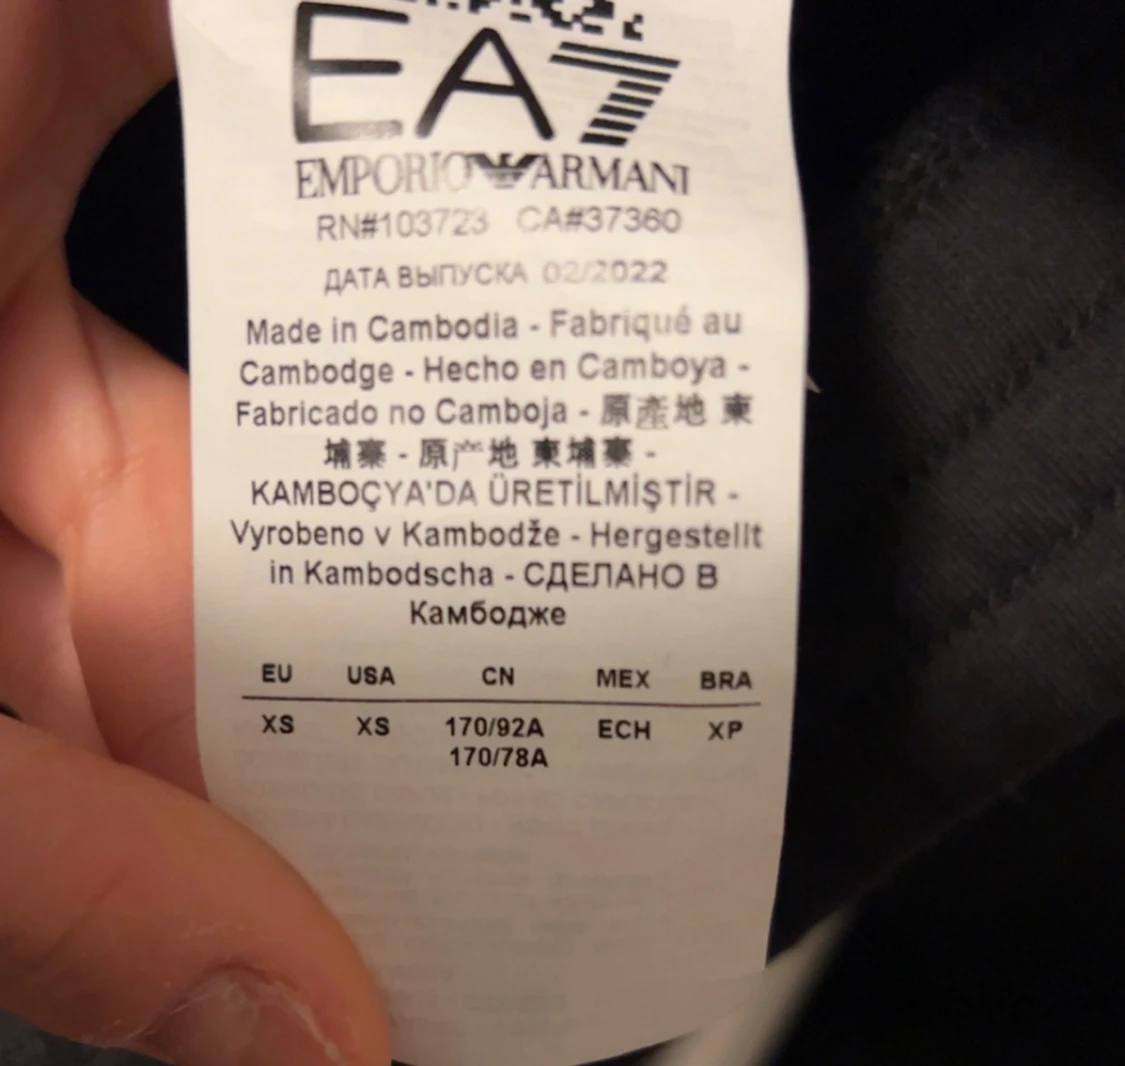 EA7
EMPORIO ARMANI
RN#103723 CA#37360
ДАТА ВЫПУСКА 02/2022
Made in Cambodia - Fabriqué au
Cambodge - Hecho en Camboya -
Fabricado no Camboja - 原產地 東
埔寨 - 原产地 東埔寨 -
KAMBOÇYA'DA ÜRETİLMİŞTİR -
Vyrobeno v Kambodže - Hergestellt
in Kambodscha - СДЕЛАНО В
Камбодже
EU USA CN MEX BRA
XS XS 170/92A ECH XP
170/78A